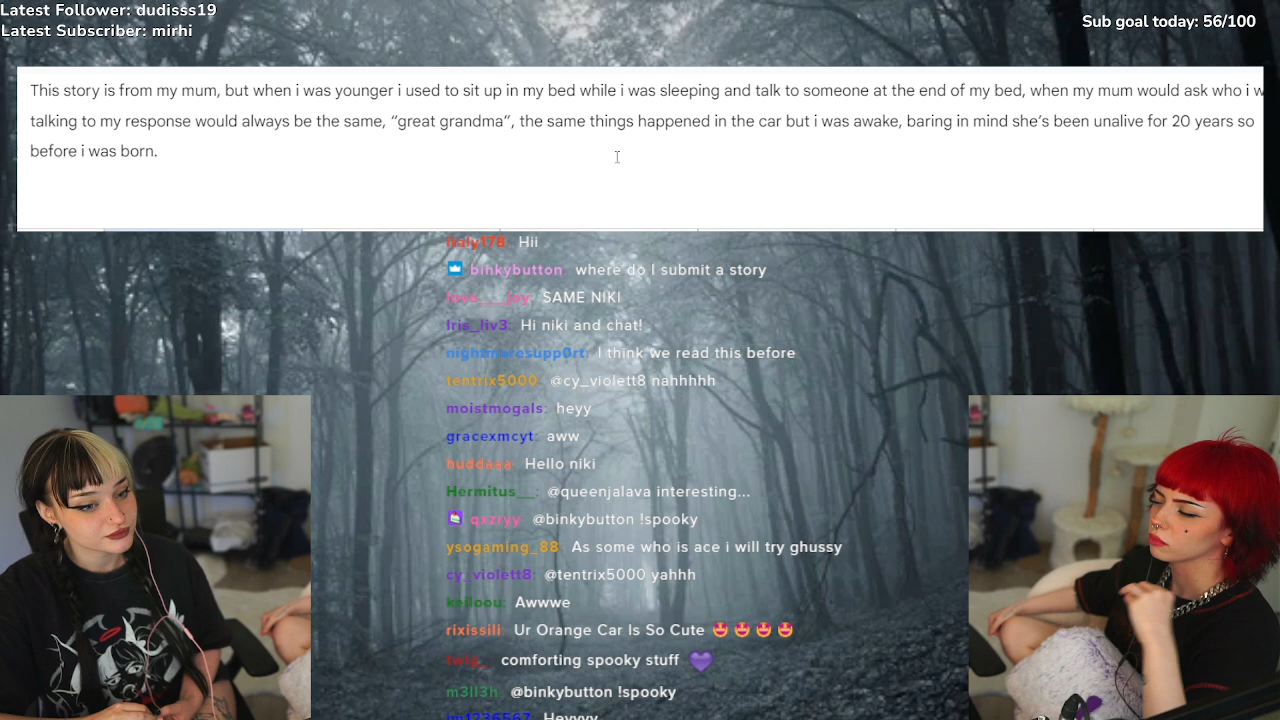 Latest Follower: dudisss19
Latest Subscriber: mirhi
Sub goal today: 56/100
This story is from my mum, but when i was younger i used to sit up in my bed while i was sleeping and talk to someone at the end of my bed, when my mum would ask who i w
talking to my response would always be the same, “great grandma”, the same things happened in the car but i was awake, baring in mind she’s been unalive for 20 years so
before i was born.
Hii
binkybutton: where do I submit a story
love___joy: SAME NIKI
Iris_liv3: Hi niki and chat!
nightmaresupp0rt: I think we read this before
tentrix5000: @cy_violett8 nahhhhh
moistmogals: heyy
gracexmcyt: aww
huddaaa: Hello niki
Hermitus__: @queenjalava interesting...
qxzryy: @binkybutton !spooky
ysogaming_88: As some who is ace i will try ghussy
cy_violett8: @tentrix5000 yahhh
keiloou: Awwwe
rixissili: Ur Orange Car Is So Cute
comforting spooky stuff
m3ll3h: @binkybutton !spooky
Heyyyy